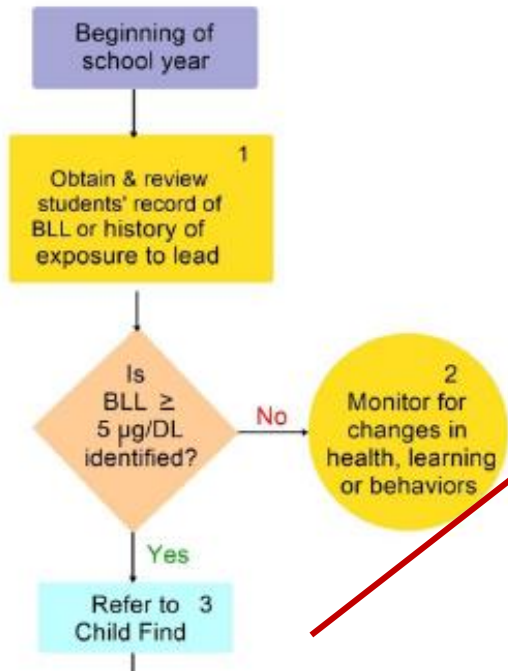 Beginning of
school year
1
Obtain & review
students' record of
BLL or history of
exposure to lead
Is
BLL ≥
5 µg/DL
identified?
No
2
Monitor for
changes in
health, learning
or behaviors
Yes
Refer to 3
Child Find